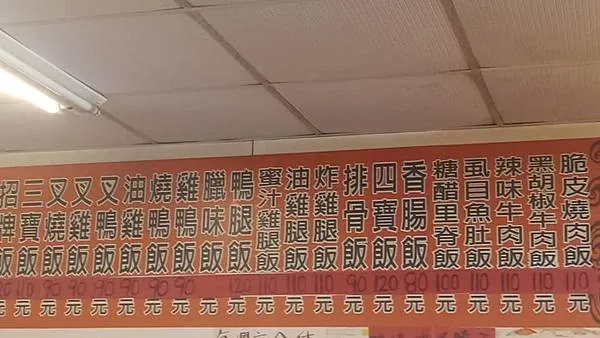 招牌飯 元
三寶飯 110元
叉燒飯 90元
叉雞飯 90元
叉鴨飯 90元
油雞飯 90元
燒鴨飯 90元
雞鴨飯 90元
臘味飯 元
鴨腿飯 120元
蜜汁雞腿飯 110元
油雞腿飯 110元
炸雞腿飯 110元
排骨飯 90元
四寶飯 120元
香腸飯 80元
糖醋里脊飯 100元
虱目魚肚飯 110元
辣味牛肉飯 110元
黑胡椒牛肉飯 110元
脆皮燒肉飯 110元